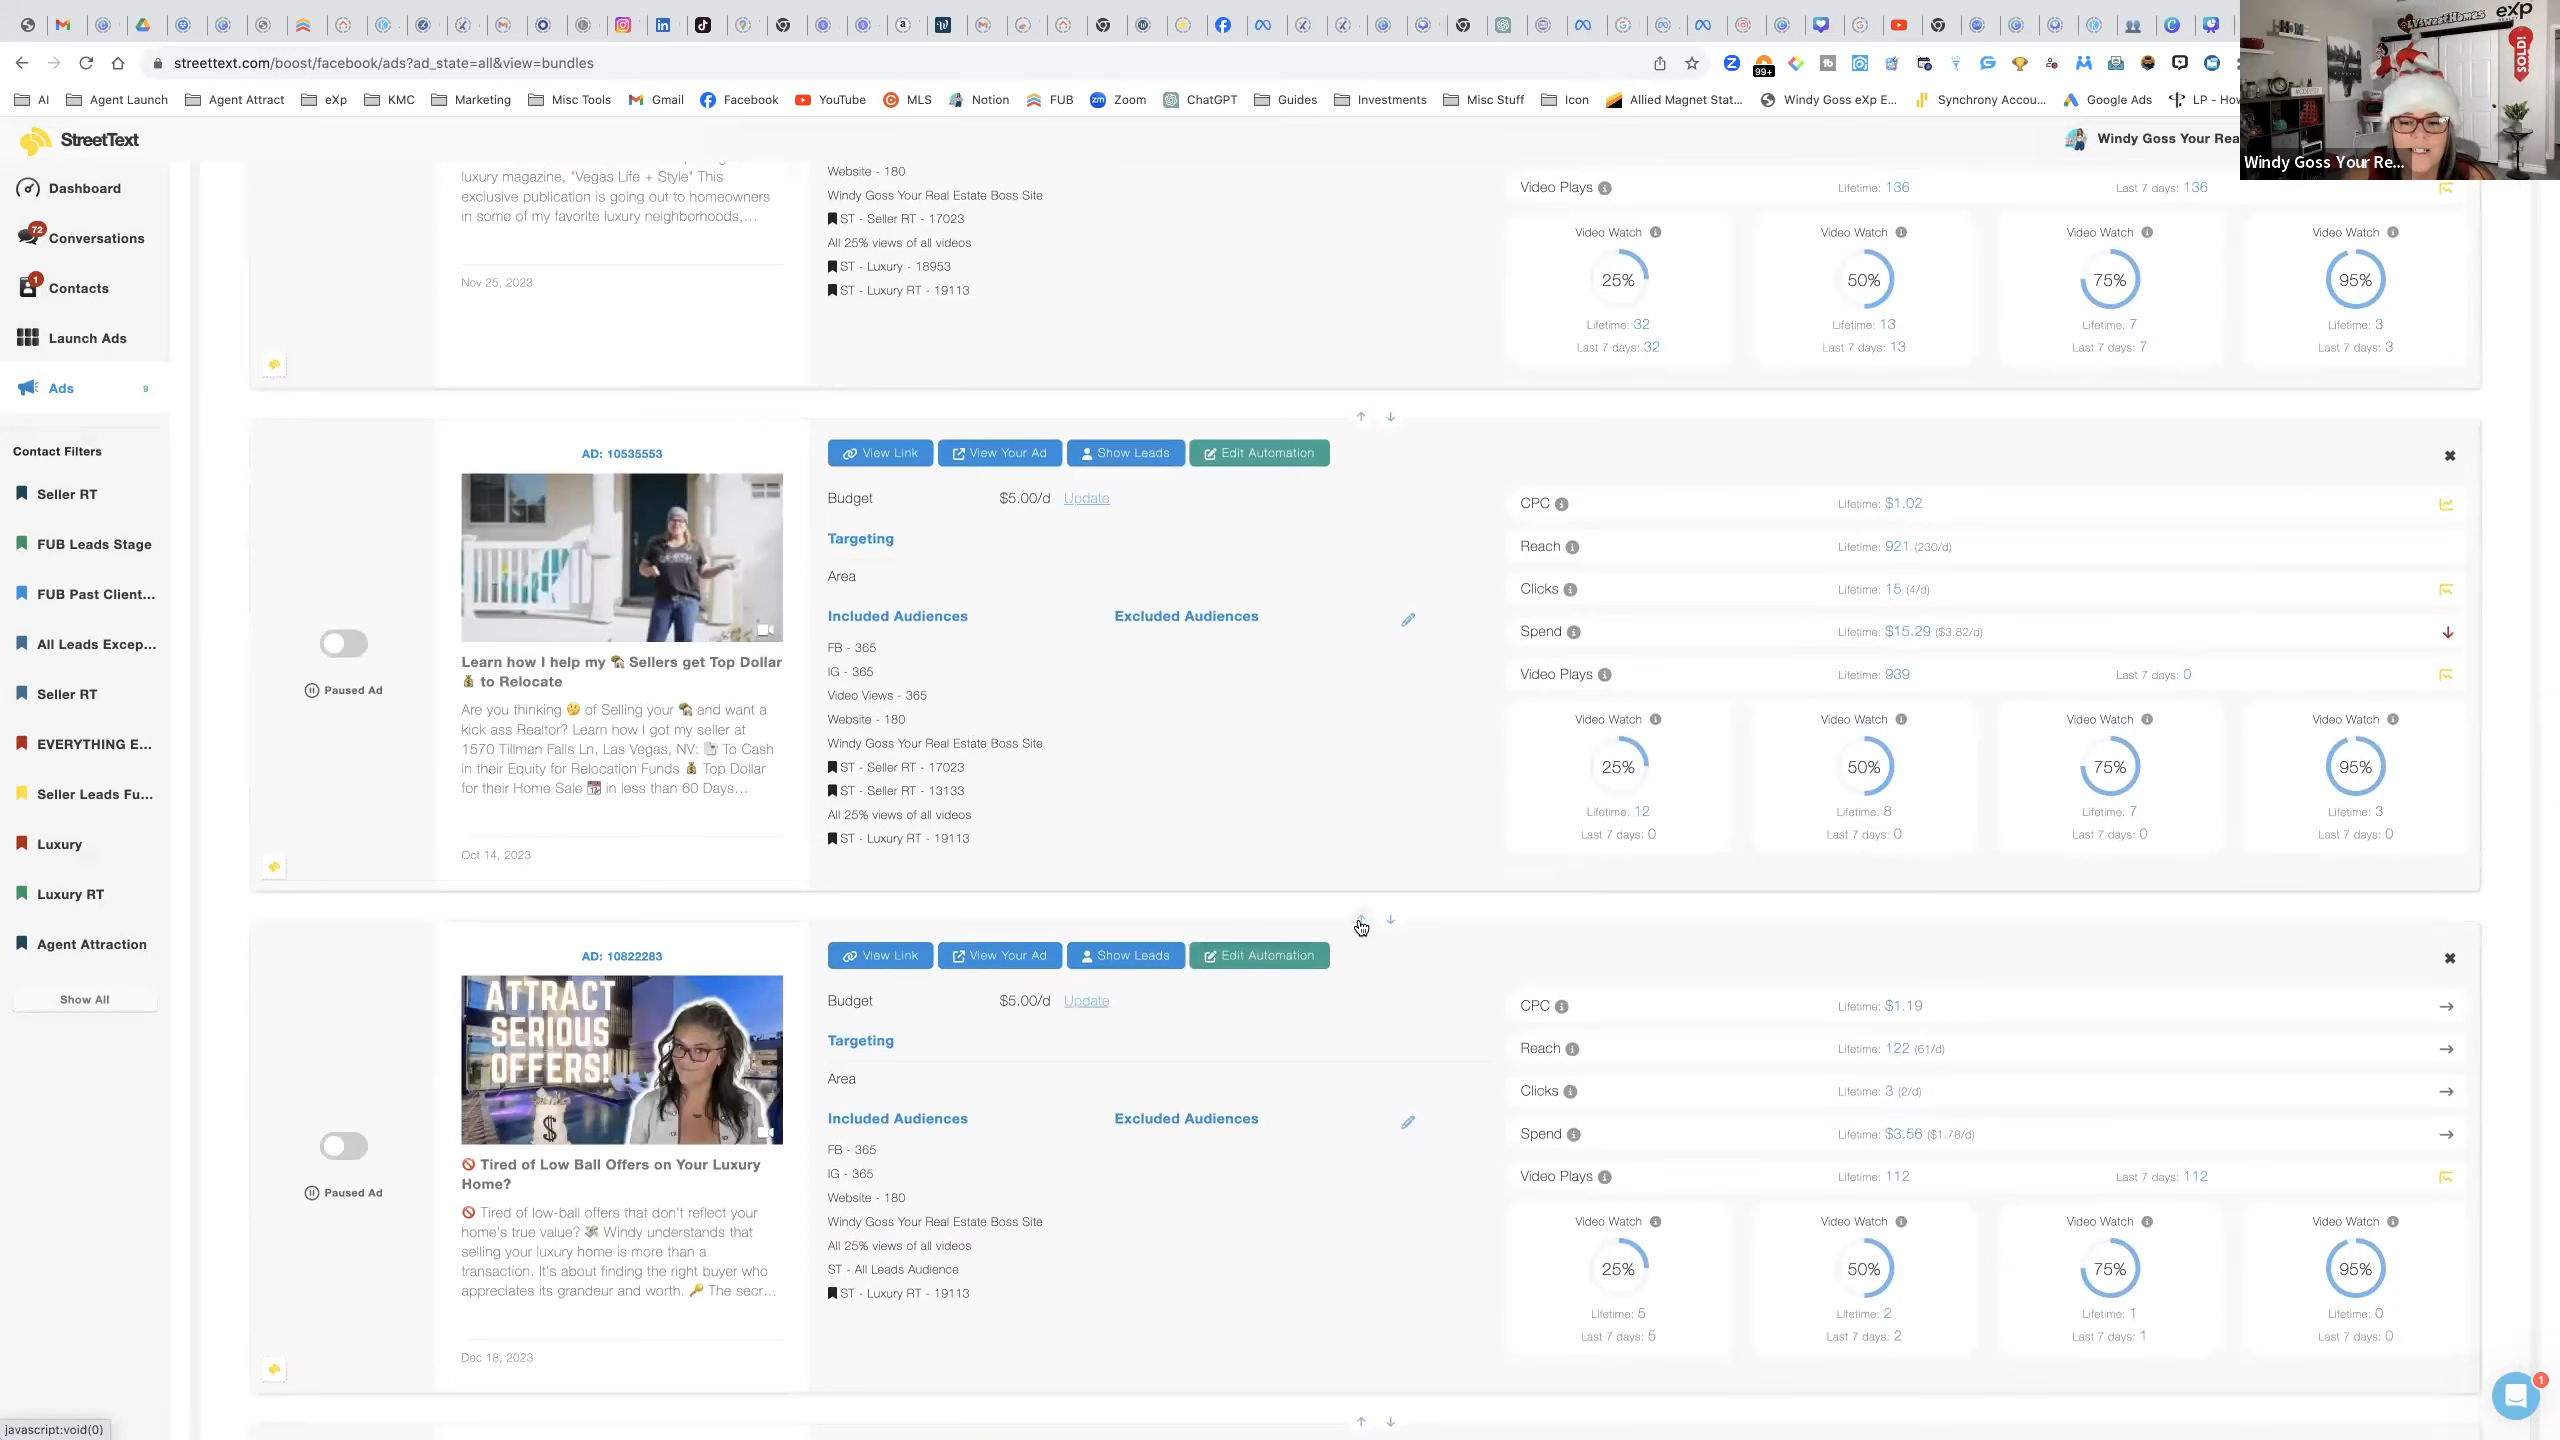 streettext.com/boost/facebook/ads?ad_state=all&view=bundles
99+
AI
Agent Launch
Agent Attract
eXp
KMC
Marketing
Misc Tools
Gmail
Facebook
YouTube
MLS
Notion
FUB
Zoom
ChatGPT
Guides
Investments
Misc Stuff
Icon
Allied Magnet Stat...
Windy Goss eXp E...
Synchrony Accou...
Google Ads
LP - How
StreetText
Windy Goss Your Rea
eXp
SOLD!
Windy Goss Your Re...
Dashboard
72
Conversations
1
Contacts
Launch Ads
Ads
9
Contact Filters
Seller RT
FUB Leads Stage
FUB Past Client...
All Leads Excep...
Seller RT
EVERYTHING E...
Seller Leads Fu...
Luxury
Luxury RT
Agent Attraction
Show All
luxury magazine, "Vegas Life + Style" This
exclusive publication is going out to homeowners
in some of my favorite luxury neighborhoods,...
Nov 25, 2023
Website - 180
Windy Goss Your Real Estate Boss Site
ST - Seller RT - 17023
All 25% views of all videos
ST - Luxury - 18953
ST - Luxury RT - 19113
Video Plays
Lifetime: 136
Last 7 days: 136
Video Watch
25%
Lifetime: 32
Last 7 days: 32
Video Watch
50%
Lifetime: 13
Last 7 days: 13
Video Watch
75%
Lifetime: 7
Last 7 days: 7
Video Watch
95%
Lifetime: 3
Last 7 days: 3
Paused Ad
AD: 10535553
Learn how I help my 🏡 Sellers get Top Dollar
💰 to Relocate
Are you thinking 🤔 of Selling your 🏡 and want a
kick ass Realtor? Learn how I got my seller at
1570 Tillman Falls Ln, Las Vegas, NV: To Cash
in their Equity for Relocation Funds 💰 Top Dollar
for their Home Sale 📆 in less than 60 Days...
Oct 14, 2023
View Link
View Your Ad
Show Leads
Edit Automation
Budget
$5.00/d
Update
Targeting
Area
Included Audiences
Excluded Audiences
FB - 365
IG - 365
Video Views - 365
Website - 180
Windy Goss Your Real Estate Boss Site
ST - Seller RT - 17023
ST - Seller RT - 13133
All 25% views of all videos
ST - Luxury RT - 19113
CPC
Lifetime: $1.02
Reach
Lifetime: 921 (230/d)
Clicks
Lifetime: 15 (4/d)
Spend
Lifetime: $15.29 ($3.82/d)
Video Plays
Lifetime: 939
Last 7 days: 0
Video Watch
25%
Lifetime: 12
Last 7 days: 0
Video Watch
50%
Lifetime: 8
Last 7 days: 0
Video Watch
75%
Lifetime: 7
Last 7 days: 0
Video Watch
95%
Lifetime: 3
Last 7 days: 0
Paused Ad
AD: 10822283
ATTRACT
SERIOUS
OFFERS!
🚫 Tired of Low Ball Offers on Your Luxury
Home?
🚫 Tired of low-ball offers that don't reflect your
home's true value? 💸 Windy understands that
selling your luxury home is more than a
transaction. It's about finding the right buyer who
appreciates its grandeur and worth. 🔑 The secr...
Dec 18, 2023
View Link
View Your Ad
Show Leads
Edit Automation
Budget
$5.00/d
Update
Targeting
Area
Included Audiences
Excluded Audiences
FB - 365
IG - 365
Website - 180
Windy Goss Your Real Estate Boss Site
All 25% views of all videos
ST - All Leads Audience
ST - Luxury RT - 19113
CPC
Lifetime: $1.19
Reach
Lifetime: 122 (61/d)
Clicks
Lifetime: 3 (2/d)
Spend
Lifetime: $3.56 ($1.78/d)
Video Plays
Lifetime: 112
Last 7 days: 112
Video Watch
25%
Lifetime: 5
Last 7 days: 5
Video Watch
50%
Lifetime: 2
Last 7 days: 2
Video Watch
75%
Lifetime: 1
Last 7 days: 1
Video Watch
95%
Lifetime: 0
Last 7 days: 0
1
javascript:void(0)